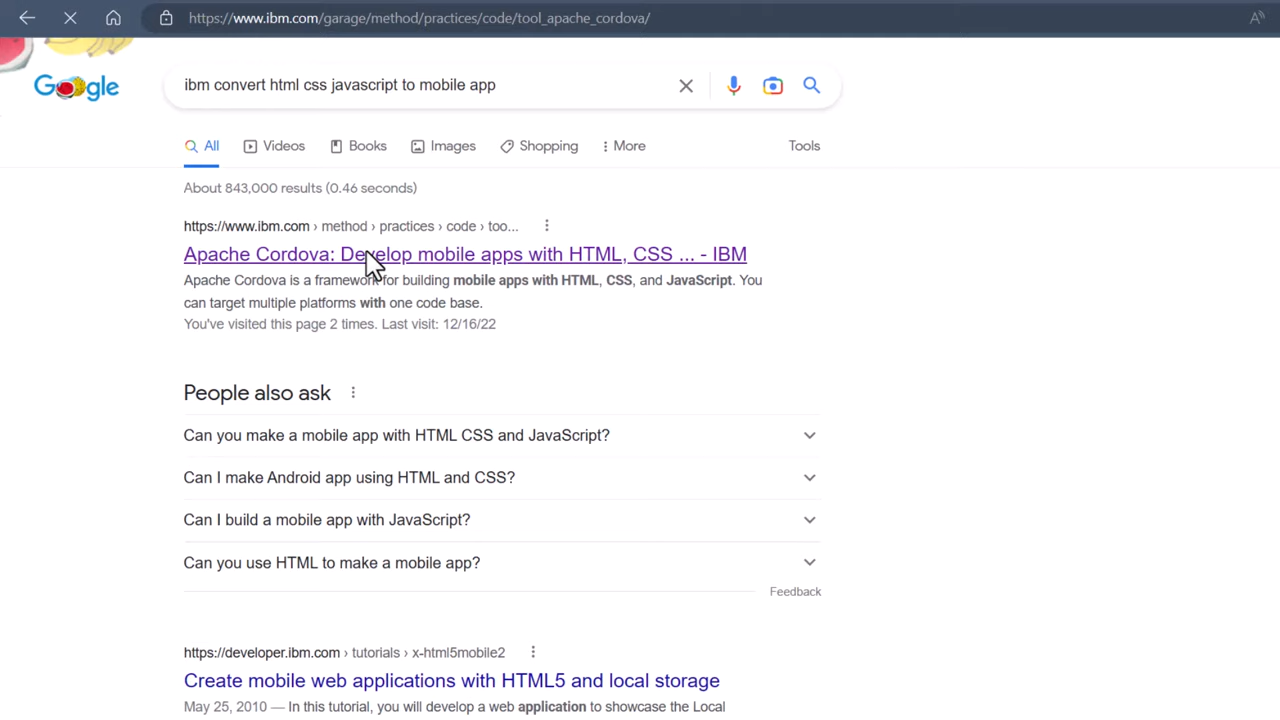 https://www.ibm.com/garage/method/practices/code/tool_apache_cordova/
Google
ibm convert html css javascript to mobile app
All
Videos
Books
Images
Shopping
More
Tools
About 843,000 results (0.46 seconds)
https://www.ibm.com › method › practices › code › too...
Apache Cordova: Develop mobile apps with HTML, CSS ... - IBM
Apache Cordova is a framework for building mobile apps with HTML, CSS, and JavaScript. You
can target multiple platforms with one code base.
You've visited this page 2 times. Last visit: 12/16/22
People also ask
Can you make a mobile app with HTML CSS and JavaScript?
Can I make Android app using HTML and CSS?
Can I build a mobile app with JavaScript?
Can you use HTML to make a mobile app?
Feedback
https://developer.ibm.com › tutorials › x-html5mobile2
Create mobile web applications with HTML5 and local storage
May 25, 2010 — In this tutorial, you will develop a web application to showcase the Local